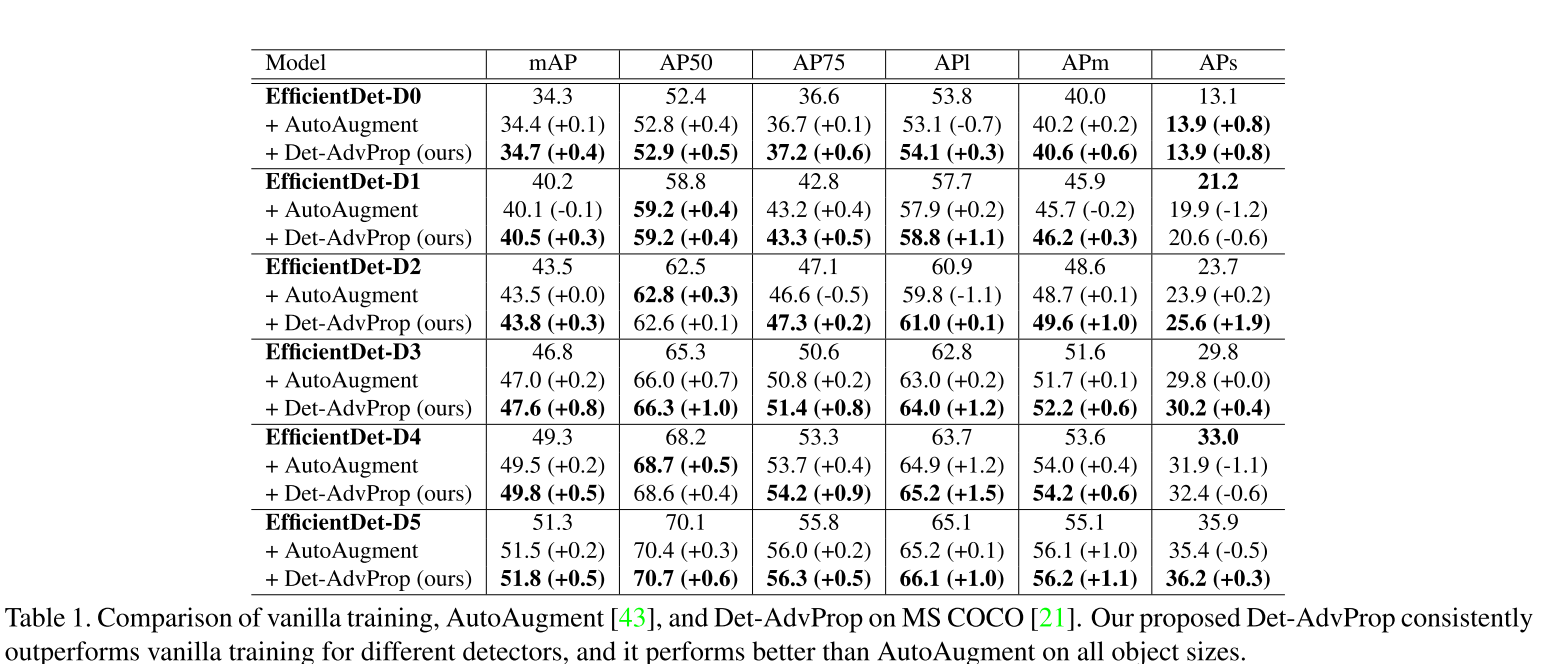 Model mAP AP50 AP75 APl APm APs
EfficientDet-D0 34.3 52.4 36.6 53.8 40.0 13.1
+ AutoAugment 34.4 (+0.1) 52.8 (+0.4) 36.7 (+0.1) 53.1 (-0.7) 40.2 (+0.2) 13.9 (+0.8)
+ Det-AdvProp (ours) 34.7 (+0.4) 52.9 (+0.5) 37.2 (+0.6) 54.1 (+0.3) 40.6 (+0.6) 13.9 (+0.8)
EfficientDet-D1 40.2 58.8 42.8 57.7 45.9 21.2
+ AutoAugment 40.1 (-0.1) 59.2 (+0.4) 43.2 (+0.4) 57.9 (+0.2) 45.7 (-0.2) 19.9 (-1.2)
+ Det-AdvProp (ours) 40.5 (+0.3) 59.2 (+0.4) 43.3 (+0.5) 58.8 (+1.1) 46.2 (+0.3) 20.6 (-0.6)
EfficientDet-D2 43.5 62.5 47.1 60.9 48.6 23.7
+ AutoAugment 43.5 (+0.0) 62.8 (+0.3) 46.6 (-0.5) 59.8 (-1.1) 48.7 (+0.1) 23.9 (+0.2)
+ Det-AdvProp (ours) 43.8 (+0.3) 62.6 (+0.1) 47.3 (+0.2) 61.0 (+0.1) 49.6 (+1.0) 25.6 (+1.9)
EfficientDet-D3 46.8 65.3 50.6 62.8 51.6 29.8
+ AutoAugment 47.0 (+0.2) 66.0 (+0.7) 50.8 (+0.2) 63.0 (+0.2) 51.7 (+0.1) 29.8 (+0.0)
+ Det-AdvProp (ours) 47.6 (+0.8) 66.3 (+1.0) 51.4 (+0.8) 64.0 (+1.2) 52.2 (+0.6) 30.2 (+0.4)
EfficientDet-D4 49.3 68.2 53.3 63.7 53.6 33.0
+ AutoAugment 49.5 (+0.2) 68.7 (+0.5) 53.7 (+0.4) 64.9 (+1.2) 54.0 (+0.4) 31.9 (-1.1)
+ Det-AdvProp (ours) 49.8 (+0.5) 68.6 (+0.4) 54.2 (+0.9) 65.2 (+1.5) 54.2 (+0.6) 32.4 (-0.6)
EfficientDet-D5 51.3 70.1 55.8 65.1 55.1 35.9
+ AutoAugment 51.5 (+0.2) 70.4 (+0.3) 56.0 (+0.2) 65.2 (+0.1) 56.1 (+1.0) 35.4 (-0.5)
+ Det-AdvProp (ours) 51.8 (+0.5) 70.7 (+0.6) 56.3 (+0.5) 66.1 (+1.0) 56.2 (+1.1) 36.2 (+0.3)
Table 1. Comparison of vanilla training, AutoAugment [43], and Det-AdvProp on MS COCO [21]. Our proposed Det-AdvProp consistently
outperforms vanilla training for different detectors, and it performs better than AutoAugment on all object sizes.